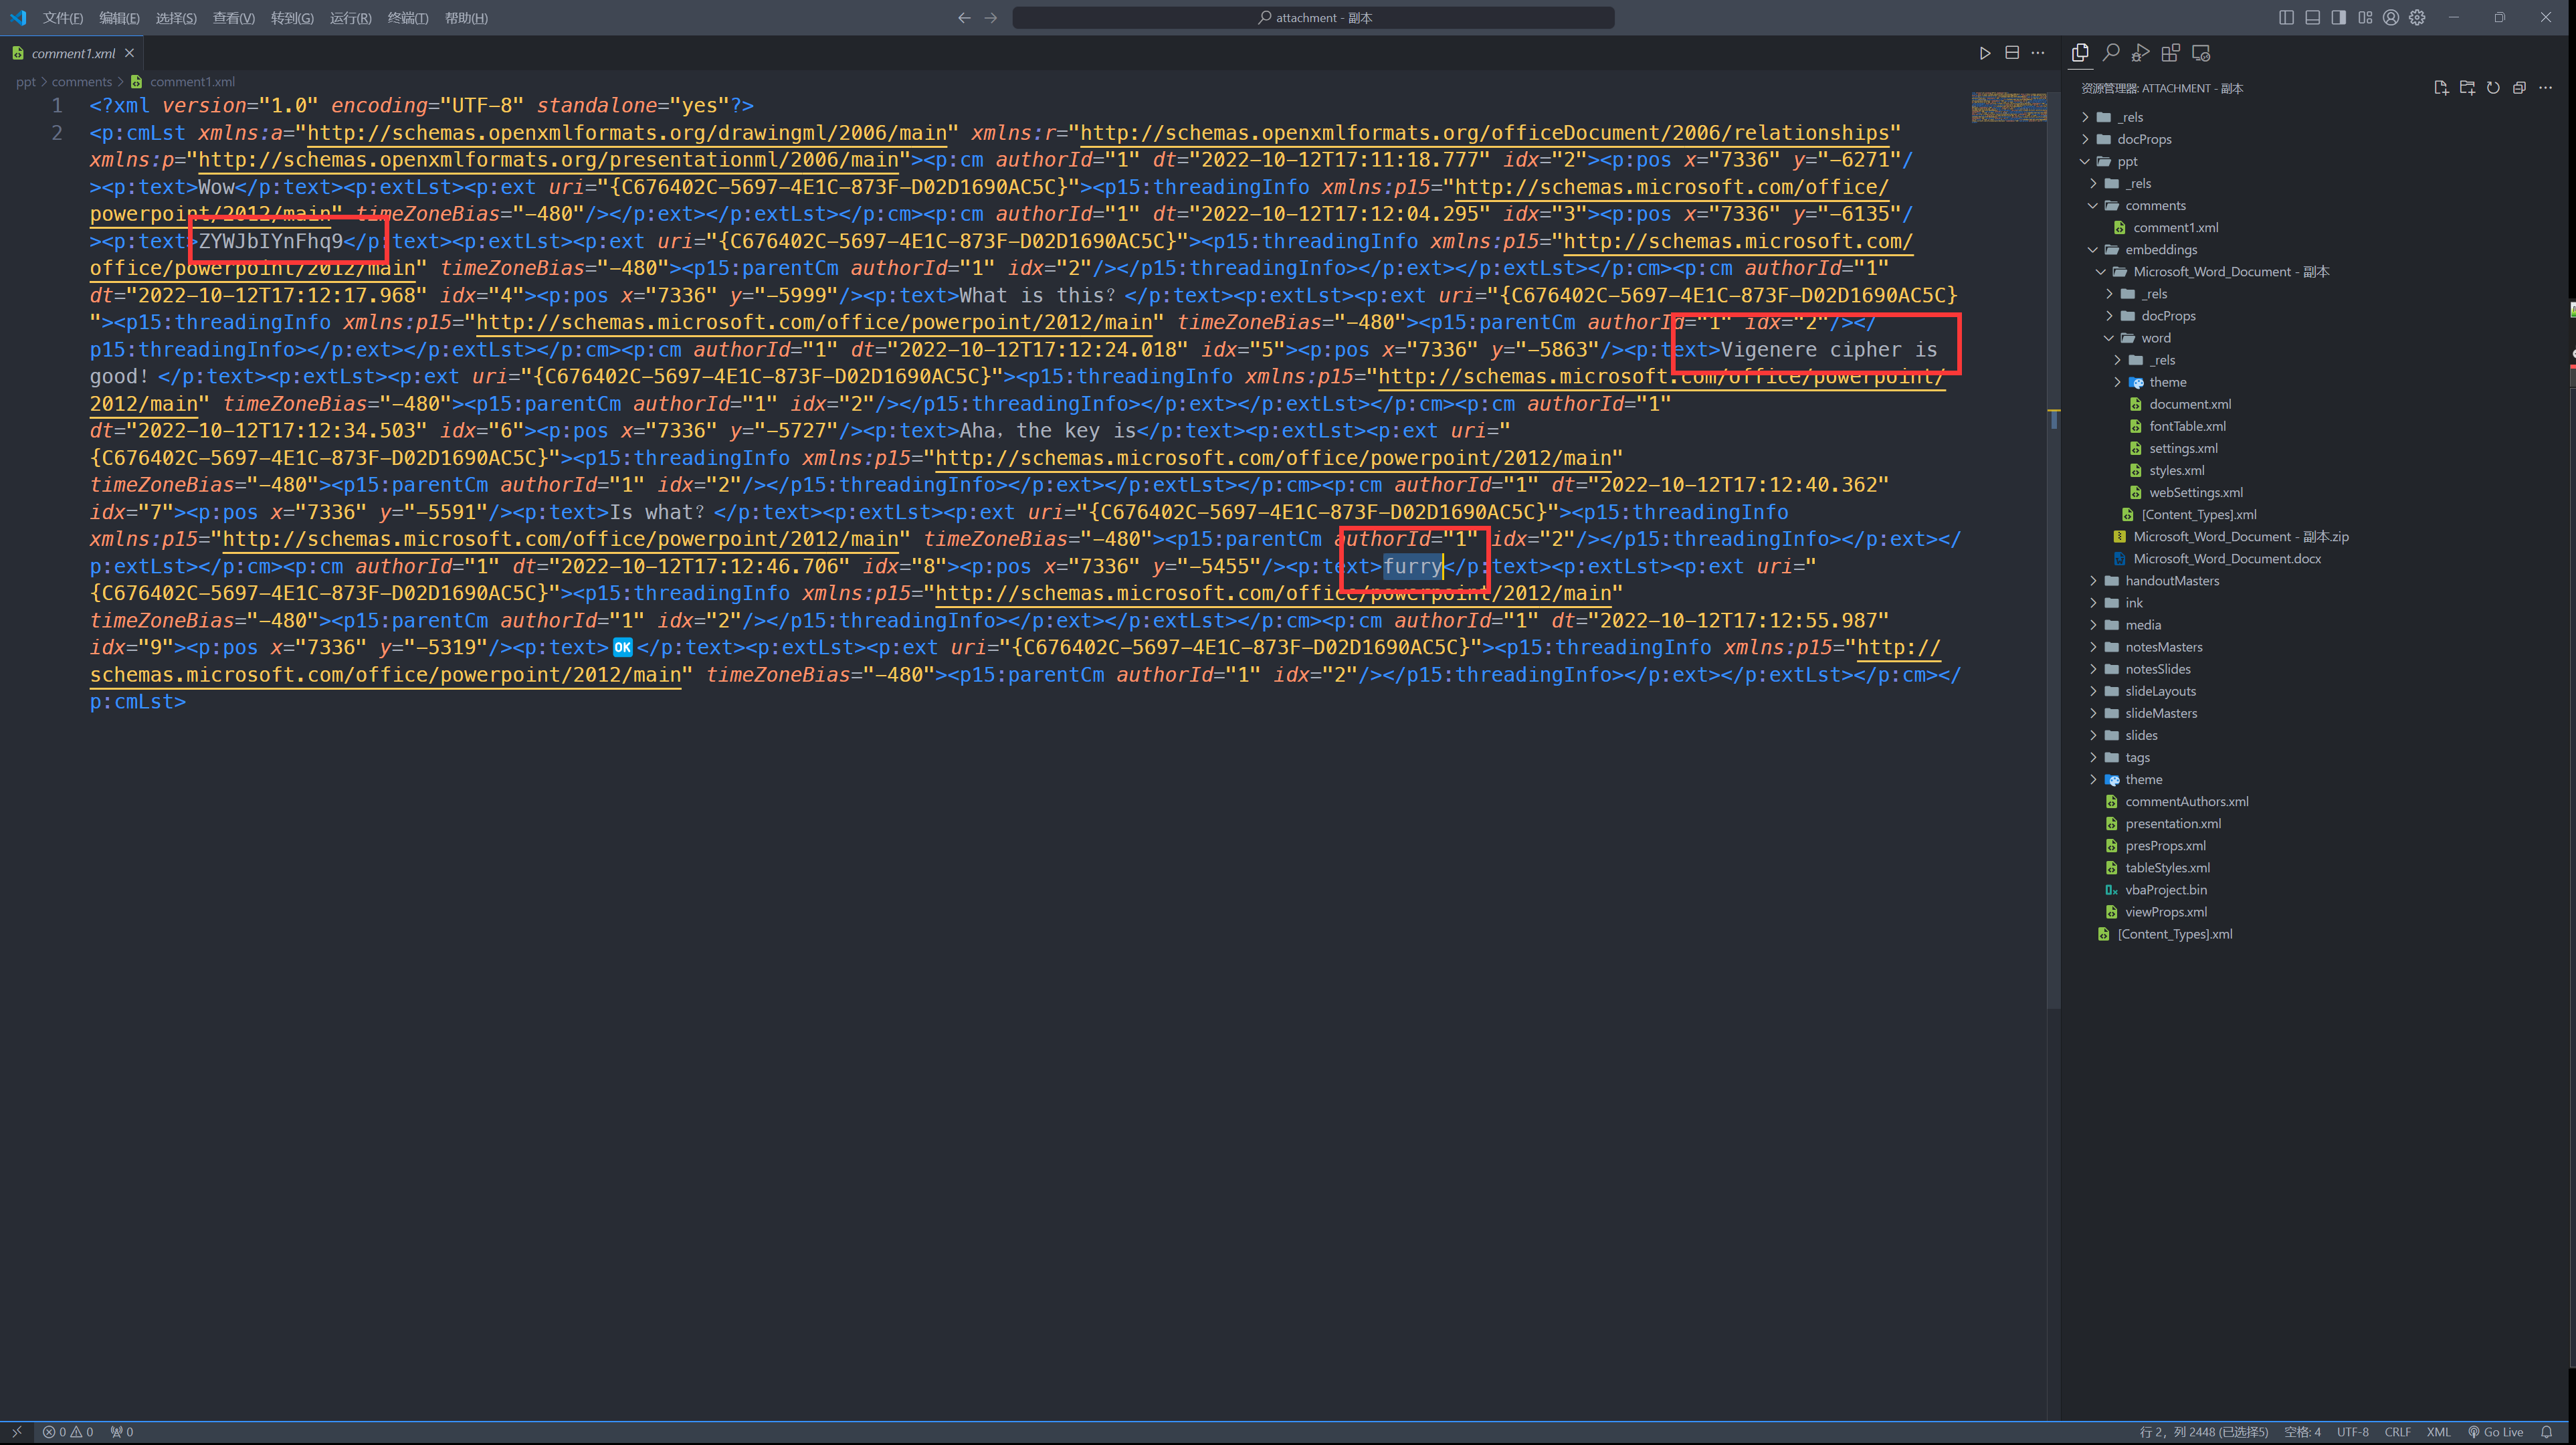 文件(F) 编辑(E) 选择(S) 查看(V) 转到(G) 运行(R) 终端(T) 帮助(H) attachment - 副本
comment1.xml
ppt > comments > comment1.xml
1 <?xml version="1.0" encoding="UTF-8" standalone="yes"?>
2 <p:cmLst xmlns:a="http://schemas.openxmlformats.org/drawingml/2006/main" xmlns:r="http://schemas.openxmlformats.org/officeDocument/2006/relationships"
xmlns:p="http://schemas.openxmlformats.org/presentationml/2006/main"><p:cm authorId="1" dt="2022-10-12T17:11:18.777" idx="2"><p:pos x="7336" y="-6271"/
><p:text>Wow</p:text><p:extLst><p:ext uri="{C676402C-5697-4E1C-873F-D02D1690AC5C}"><p15:threadingInfo xmlns:p15="http://schemas.microsoft.com/office/
powerpoint/2012/main" timeZoneBias="-480"/></p:ext></p:extLst></p:cm><p:cm authorId="1" dt="2022-10-12T17:12:04.295" idx="3"><p:pos x="7336" y="-6135"/
><p:text>ZYWJbIYnFhq9</p:text><p:extLst><p:ext uri="{C676402C-5697-4E1C-873F-D02D1690AC5C}"><p15:threadingInfo xmlns:p15="http://schemas.microsoft.com/
office/powerpoint/2012/main" timeZoneBias="-480"><p15:parentCm authorId="1" idx="2"/></p15:threadingInfo></p:ext></p:extLst></p:cm><p:cm authorId="1"
dt="2022-10-12T17:12:17.968" idx="4"><p:pos x="7336" y="-5999"/><p:text>What is this？</p:text><p:extLst><p:ext uri="{C676402C-5697-4E1C-873F-D02D1690AC5C}
"><p15:threadingInfo xmlns:p15="http://schemas.microsoft.com/office/powerpoint/2012/main" timeZoneBias="-480"><p15:parentCm authorId="1" idx="2"/></
p15:threadingInfo></p:ext></p:extLst></p:cm><p:cm authorId="1" dt="2022-10-12T17:12:24.018" idx="5"><p:pos x="7336" y="-5863"/><p:text>Vigenere cipher is
good！</p:text><p:extLst><p:ext uri="{C676402C-5697-4E1C-873F-D02D1690AC5C}"><p15:threadingInfo xmlns:p15="http://schemas.microsoft.com/office/powerpoint/
2012/main" timeZoneBias="-480"><p15:parentCm authorId="1" idx="2"/></p15:threadingInfo></p:ext></p:extLst></p:cm><p:cm authorId="1"
dt="2022-10-12T17:12:34.503" idx="6"><p:pos x="7336" y="-5727"/><p:text>Aha，the key is</p:text><p:extLst><p:ext uri="
{C676402C-5697-4E1C-873F-D02D1690AC5C}"><p15:threadingInfo xmlns:p15="http://schemas.microsoft.com/office/powerpoint/2012/main"
timeZoneBias="-480"><p15:parentCm authorId="1" idx="2"/></p15:threadingInfo></p:ext></p:extLst></p:cm><p:cm authorId="1" dt="2022-10-12T17:12:40.362"
idx="7"><p:pos x="7336" y="-5591"/><p:text>Is what？</p:text><p:extLst><p:ext uri="{C676402C-5697-4E1C-873F-D02D1690AC5C}"><p15:threadingInfo
xmlns:p15="http://schemas.microsoft.com/office/powerpoint/2012/main" timeZoneBias="-480"><p15:parentCm authorId="1" idx="2"/></p15:threadingInfo></p:ext></
p:extLst></p:cm><p:cm authorId="1" dt="2022-10-12T17:12:46.706" idx="8"><p:pos x="7336" y="-5455"/><p:text>furry</p:text><p:extLst><p:ext uri="
{C676402C-5697-4E1C-873F-D02D1690AC5C}"><p15:threadingInfo xmlns:p15="http://schemas.microsoft.com/office/powerpoint/2012/main"
timeZoneBias="-480"><p15:parentCm authorId="1" idx="2"/></p15:threadingInfo></p:ext></p:extLst></p:cm><p:cm authorId="1" dt="2022-10-12T17:12:55.987"
idx="9"><p:pos x="7336" y="-5319"/><p:text>🆗</p:text><p:extLst><p:ext uri="{C676402C-5697-4E1C-873F-D02D1690AC5C}"><p15:threadingInfo xmlns:p15="http://
schemas.microsoft.com/office/powerpoint/2012/main" timeZoneBias="-480"><p15:parentCm authorId="1" idx="2"/></p15:threadingInfo></p:ext></p:extLst></p:cm></
p:cmLst>
资源管理器: ATTACHMENT - 副本
_rels
docProps
ppt
_rels
comments
comment1.xml
embeddings
Microsoft_Word_Document - 副本
_rels
docProps
word
_rels
theme
document.xml
fontTable.xml
settings.xml
styles.xml
webSettings.xml
[Content_Types].xml
Microsoft_Word_Document - 副本.zip
Microsoft_Word_Document.docx
handoutMasters
ink
media
notesMasters
notesSlides
slideLayouts
slideMasters
slides
tags
theme
commentAuthors.xml
presentation.xml
presProps.xml
tableStyles.xml
vbaProject.bin
viewProps.xml
[Content_Types].xml
0 0 0 行 2，列 2448 (已选择5) 空格: 4 UTF-8 CRLF XML Go Live